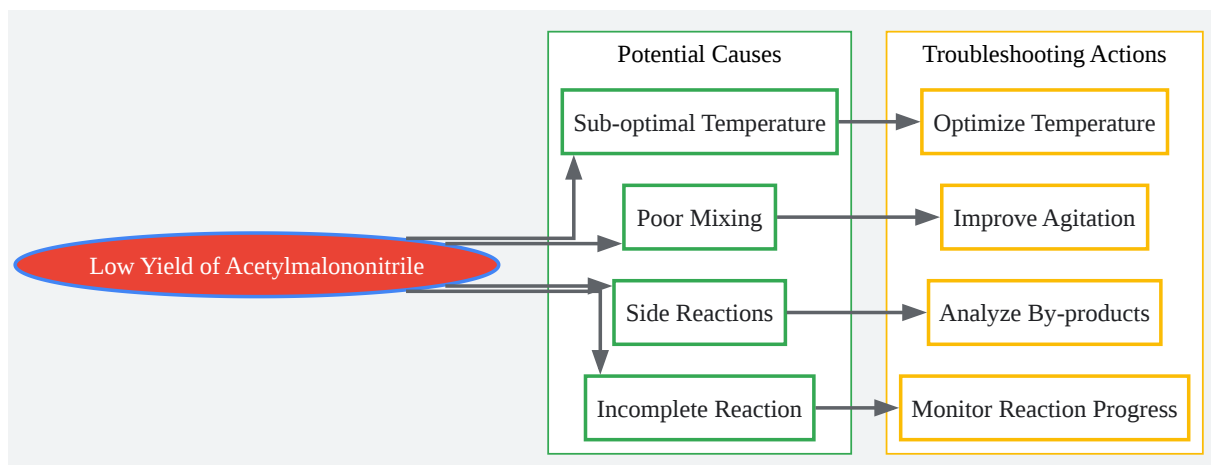 Potential Causes
Troubleshooting Actions
Sub-optimal Temperature
Optimize Temperature
Poor Mixing
Improve Agitation
Low Yield of Acetylmalononitrile
Side Reactions
Analyze By-products
Incomplete Reaction
Monitor Reaction Progress